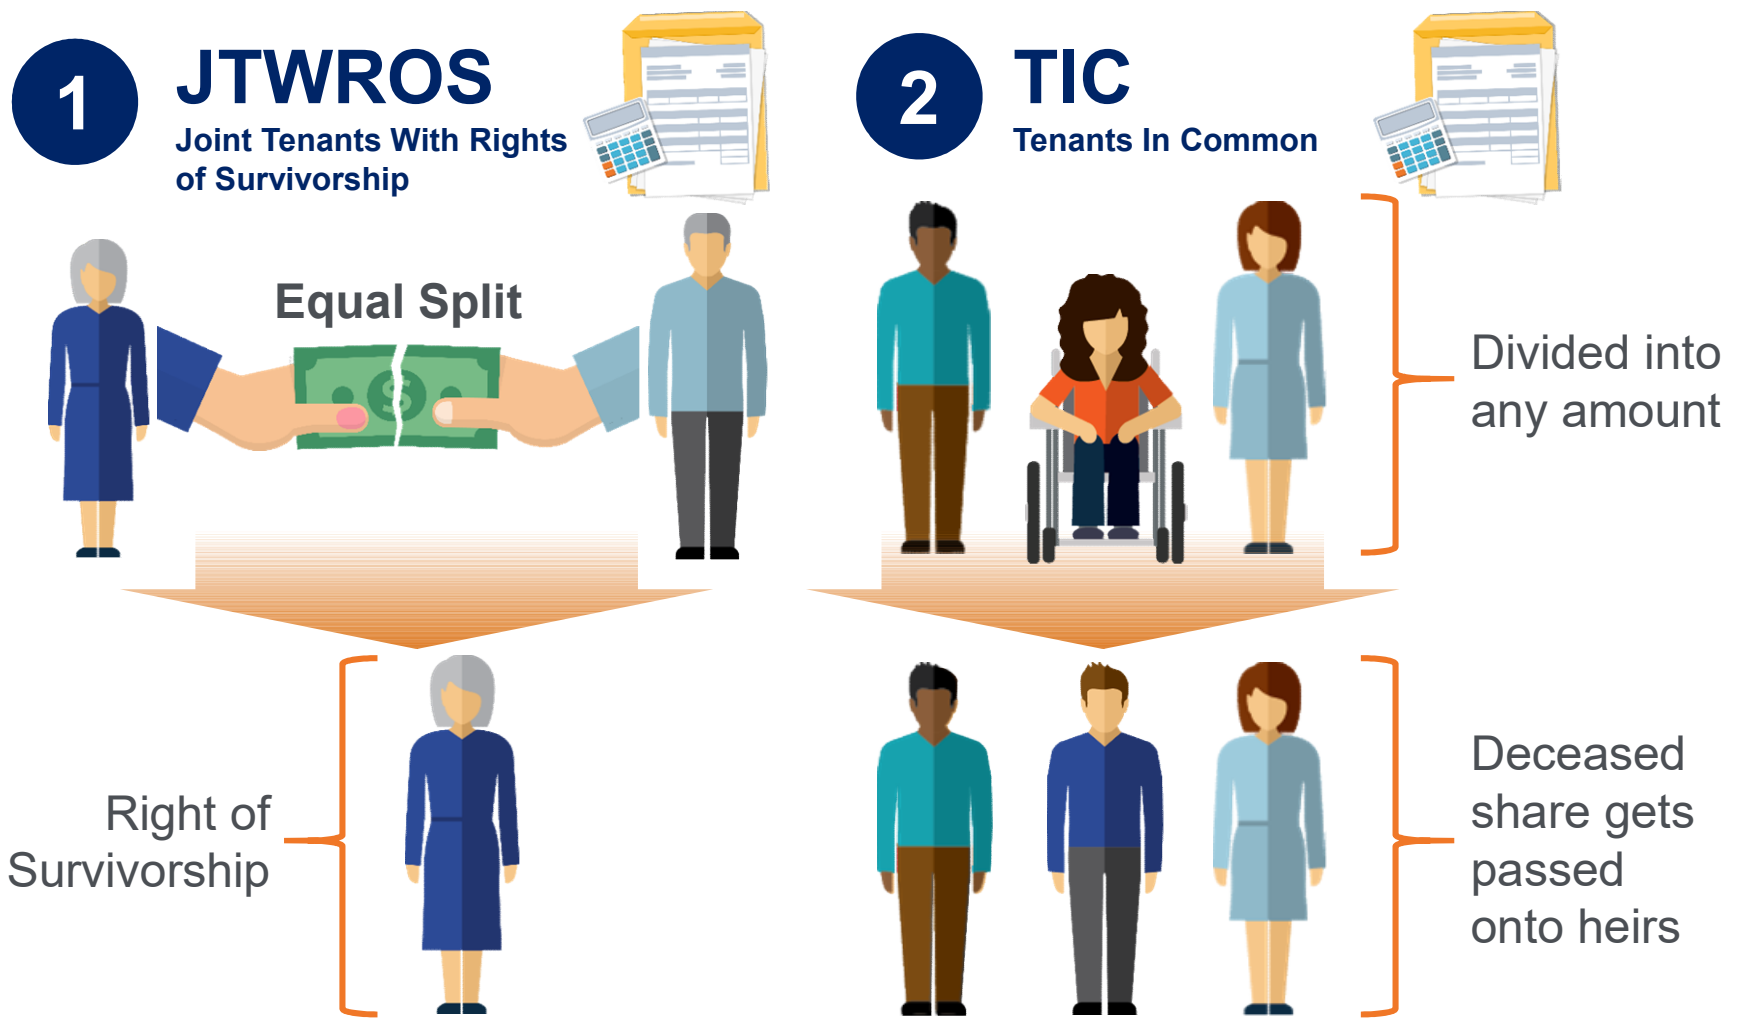 1
JTWROS
Joint Tenants With Rights
of Survivorship
Equal Split
$
Right of
Survivorship
2
TIC
Tenants In Common
Divided into
any amount
Deceased
share gets
passed
onto heirs